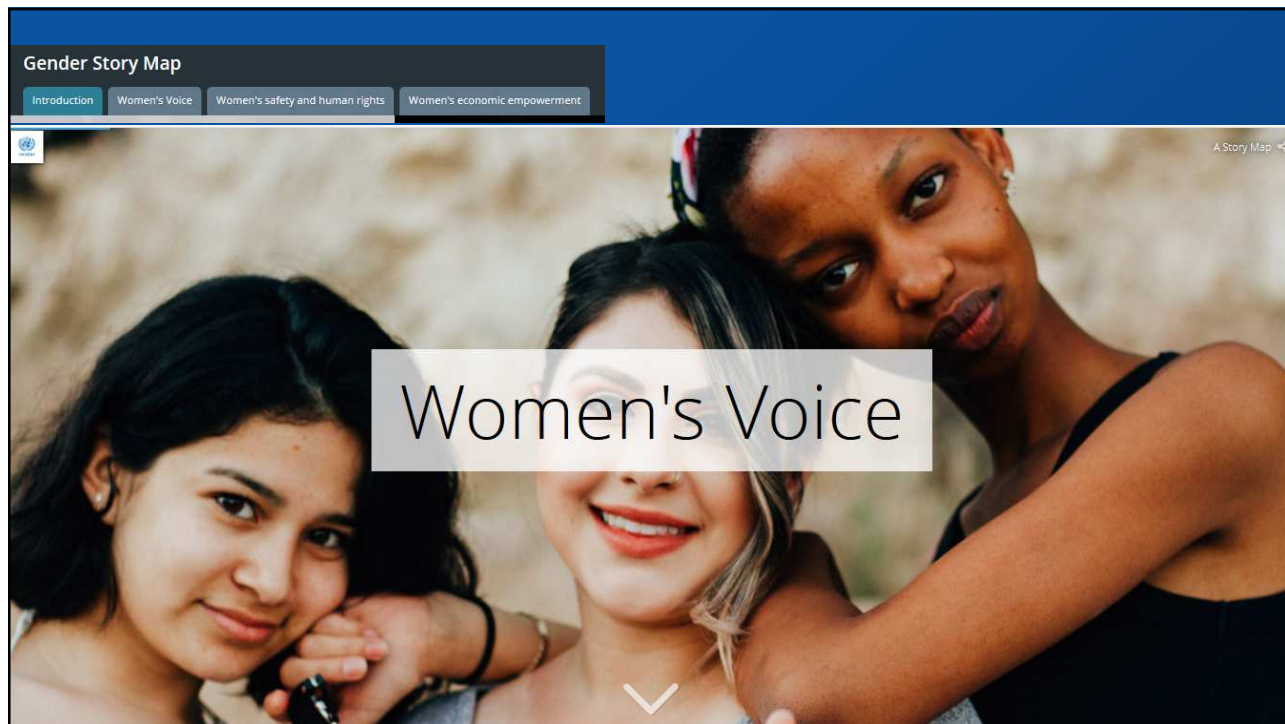 Gender Story Map
Introduction
Women's Voice
Women's safety and human rights
Women's economic empowerment
A Story Map
Women's Voice